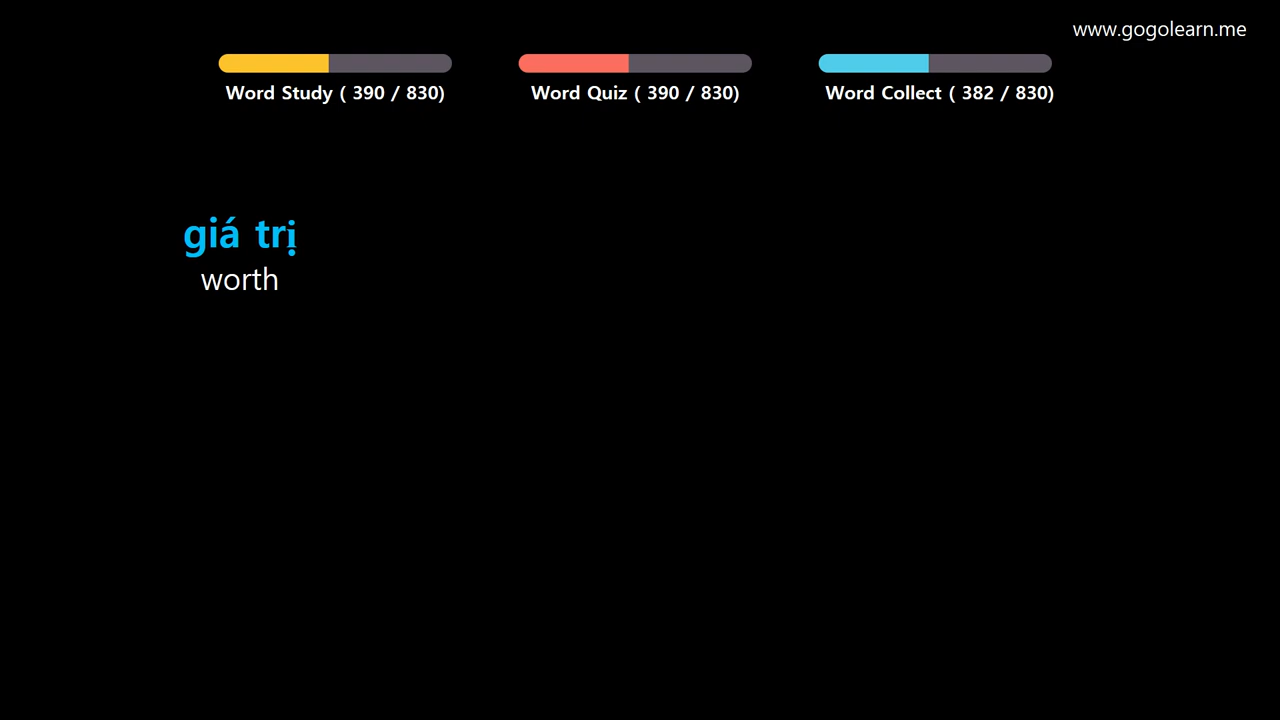 www.gogolearn.me
Word Study ( 390 / 830)
Word Quiz ( 390 / 830)
Word Collect ( 382 / 830)
giá trị
worth